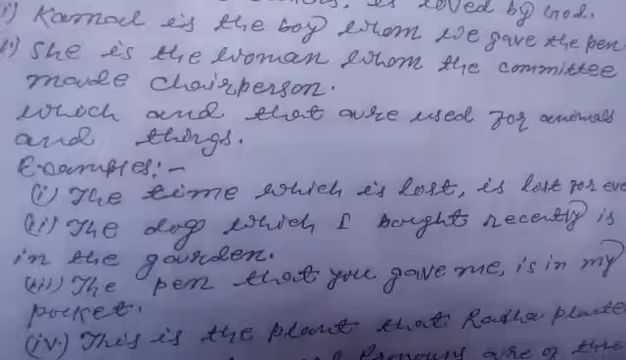 is loved by God.
i) Kamal is the boy whom we gave the pen
She is the woman whom the committee
made chairperson.
which and that are used for animals
and things.
Examples:-
(i) The time which is lost, is lost for eve
(ii) The dog which I bought recently is
in the garden.
(iii) The pen that you gave me, is in my
pocket.
(iv) This is the plant that Radha plante
Pronouns are of